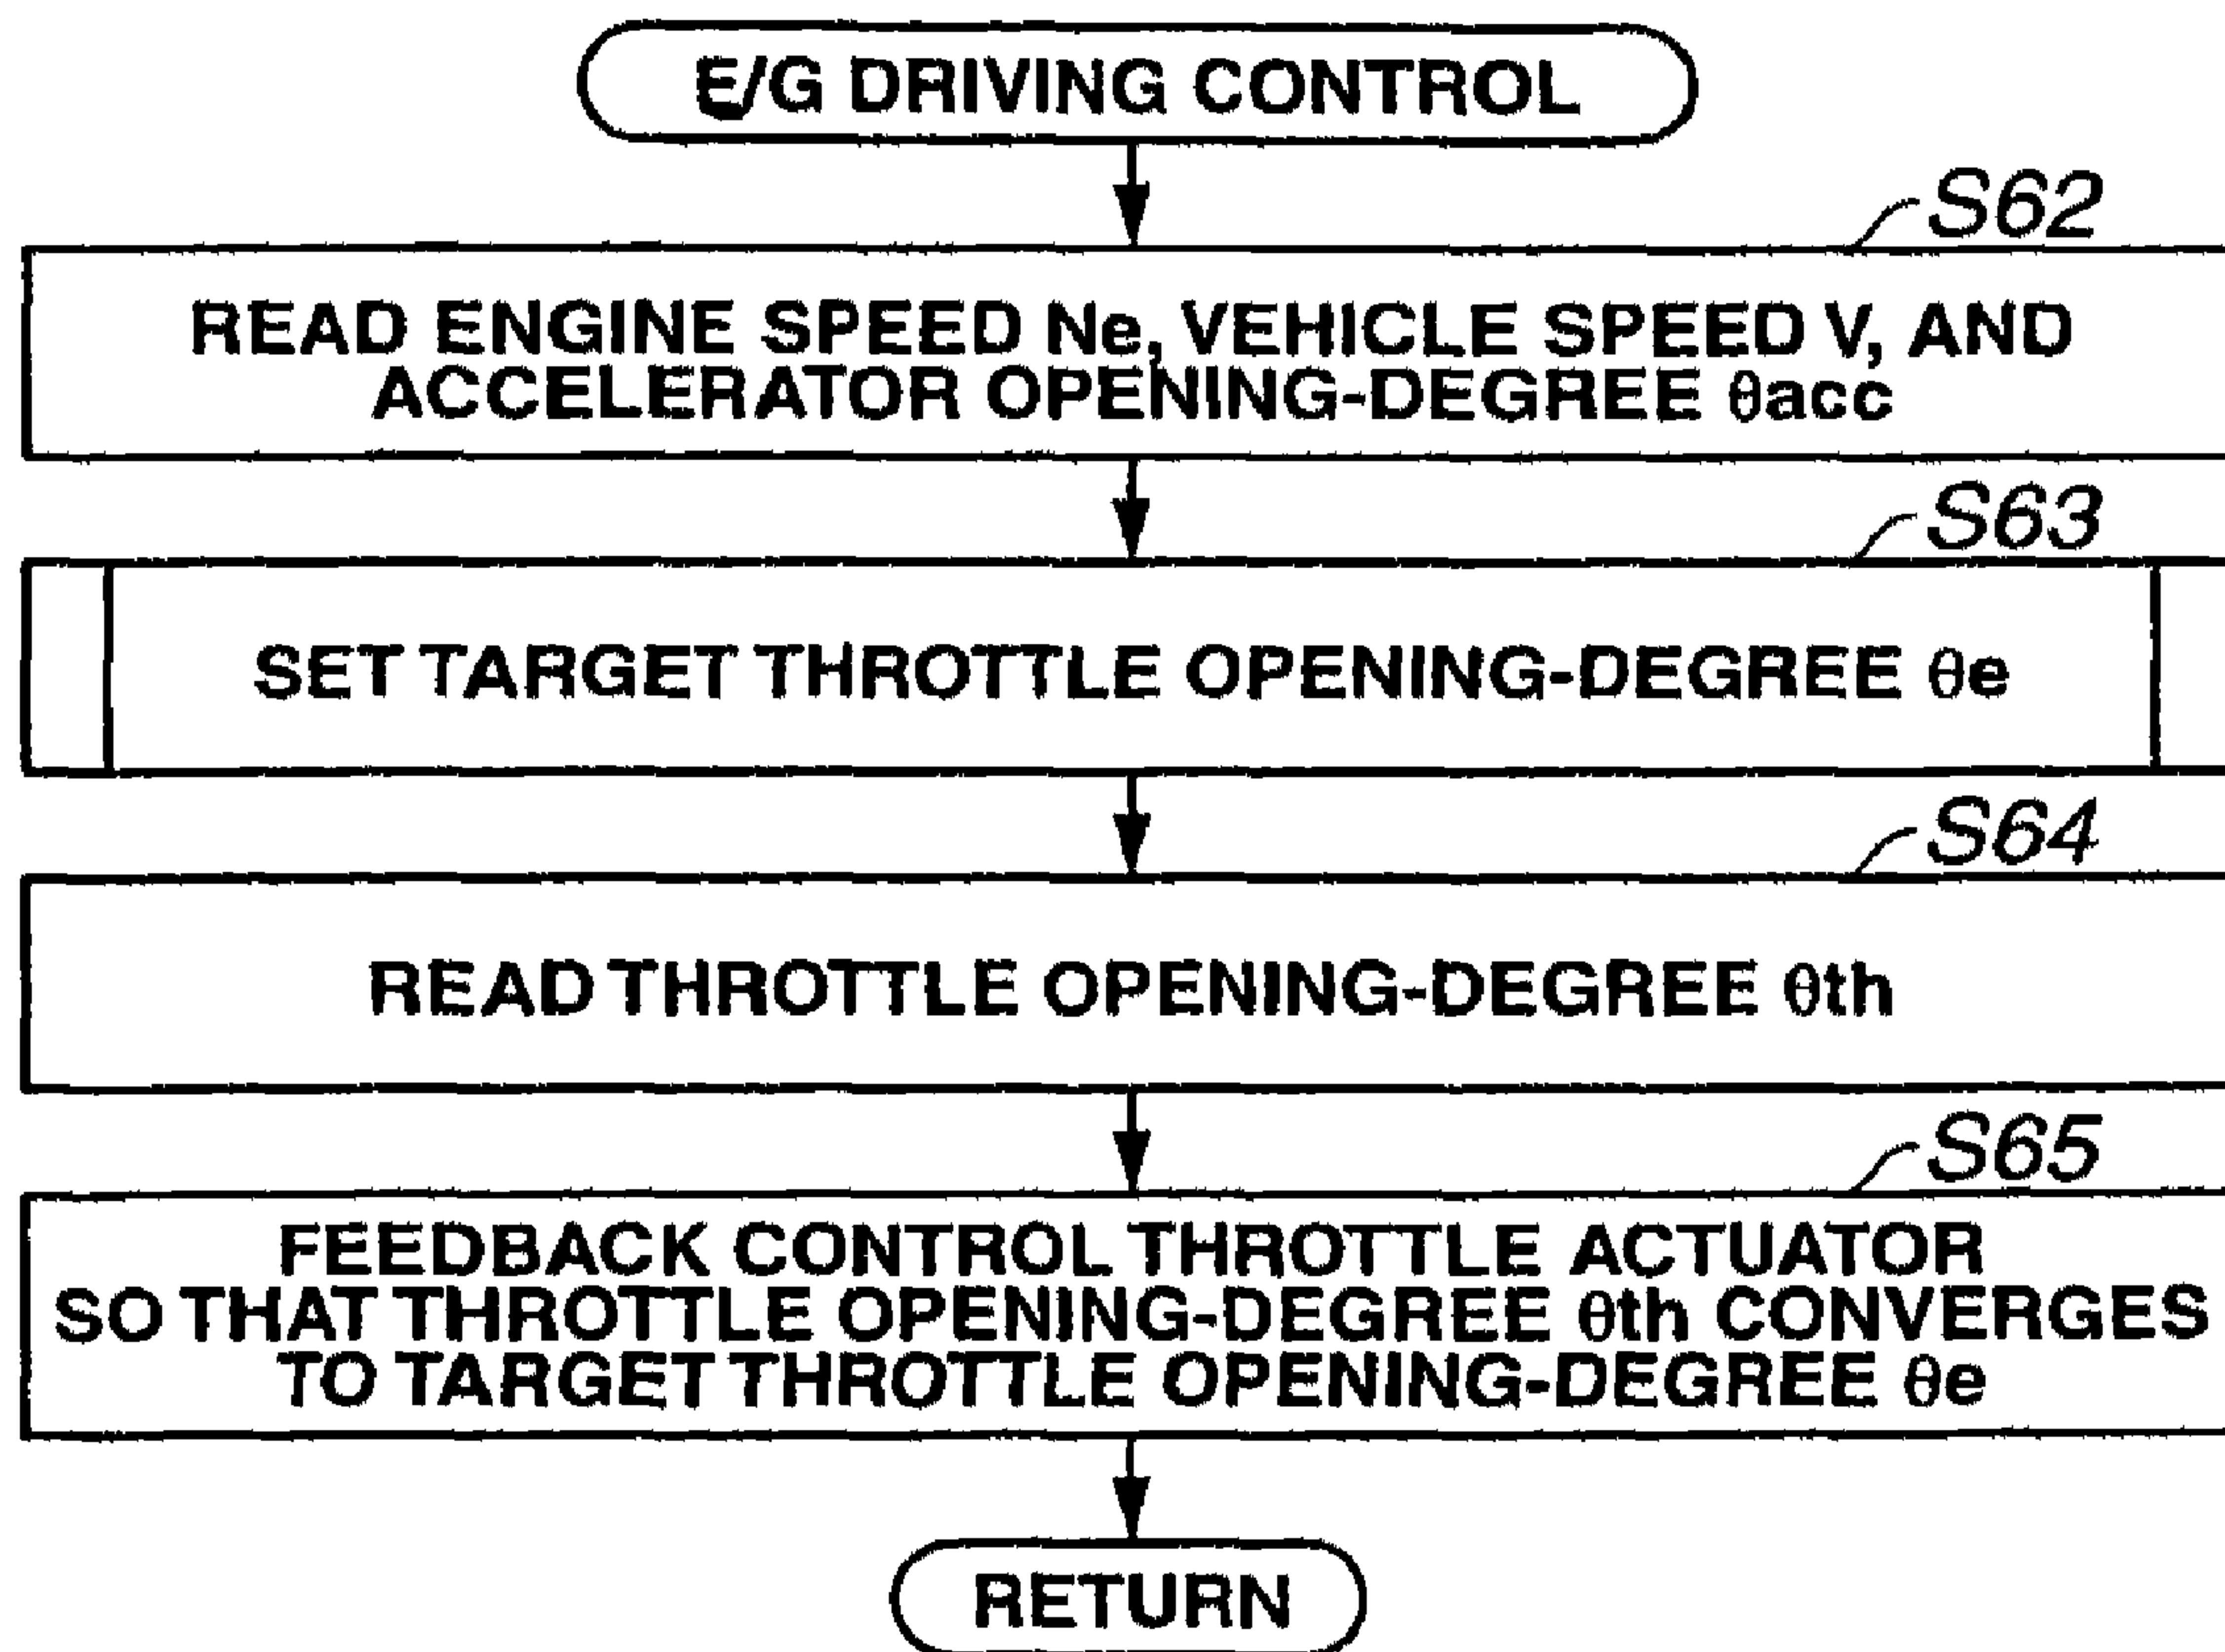 E/G DRIVING CONTROL
S62
READ ENGINE SPEED Ne, VEHICLE SPEED V, AND
ACCELERATOR OPENING-DEGREE θacc
S63
SET TARGET THROTTLE OPENING-DEGREE θe
S64
READ THROTTLE OPENING-DEGREE θth
S65
FEEDBACK CONTROL THROTTLE ACTUATOR
SO THAT THROTTLE OPENING-DEGREE θth CONVERGES
TO TARGET THROTTLE OPENING-DEGREE θe
RETURN